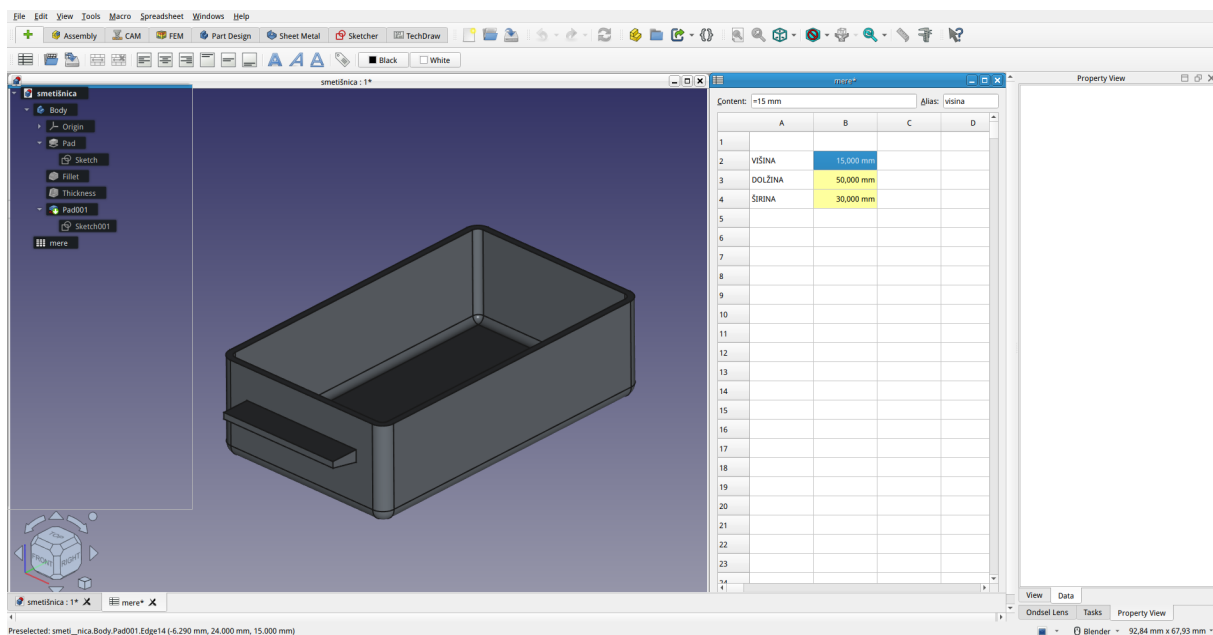 File Edit View Tools Macro Spreadsheet Windows Help
Assembly CAM FEM Part Design Sheet Metal Sketcher TechDraw
Black White
smetišnica : 1*
mere*
Property View
smetišnica
Body
Origin
Pad
Sketch
Fillet
Thickness
Pad001
Sketch001
mere
Content: =15 mm Alias: visina
A B C D
1
2 VIŠINA 15,000 mm
3 DOLŽINA 50,000 mm
4 ŠIRINA 30,000 mm
5
6
7
8
9
10
11
12
13
14
15
16
17
18
19
20
21
22
23
24
TOP
FRONT RIGHT
View Data
smetišnica : 1* mere*
Ondsel Lens Tasks Property View
Preselected: smeti__nica.Body.Pad001.Edge14 (-6.290 mm, 24.000 mm, 15.000 mm)
Blender 92,84 mm x 67,93 mm